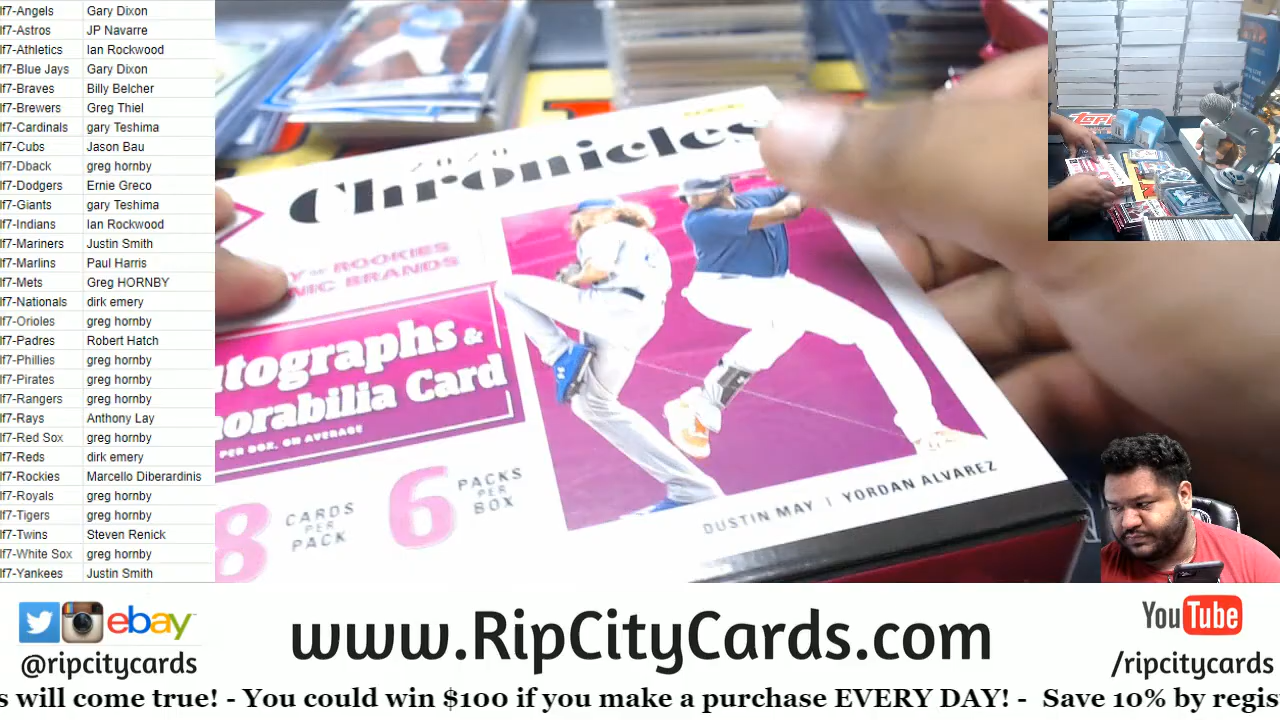 lf7-Angels Gary Dixon
lf7-Astros JP Navarre
lf7-Athletics Ian Rockwood
lf7-Blue Jays Gary Dixon
lf7-Braves Billy Belcher
lf7-Brewers Greg Thiel
lf7-Cardinals gary Teshima
lf7-Cubs Jason Bau
lf7-Dback greg hornby
lf7-Dodgers Ernie Greco
lf7-Giants gary Teshima
lf7-Indians Ian Rockwood
lf7-Mariners Justin Smith
lf7-Marlins Paul Harris
lf7-Mets Greg HORNBY
lf7-Nationals dirk emery
lf7-Orioles greg hornby
lf7-Padres Robert Hatch
lf7-Phillies greg hornby
lf7-Pirates greg hornby
lf7-Rangers greg hornby
lf7-Rays Anthony Lay
lf7-Red Sox greg hornby
lf7-Reds dirk emery
lf7-Rockies Marcello Diberardinis
lf7-Royals greg hornby
lf7-Tigers greg hornby
lf7-Twins Steven Renick
lf7-White Sox greg hornby
lf7-Yankees Justin Smith
2020
Chronicles
ROOKIES
BRANDS
utographs &
morabilia Card
PER BOX, ON AVERAGE
8 CARDS PER PACK
6 PACKS PER BOX
DUSTIN MAY | YORDAN ALVAREZ
topps
ebay
@ripcitycards
www.RipCityCards.com
YouTube
/ripcitycards
s will come true! - You could win $100 if you make a purchase EVERY DAY! - Save 10% by regis